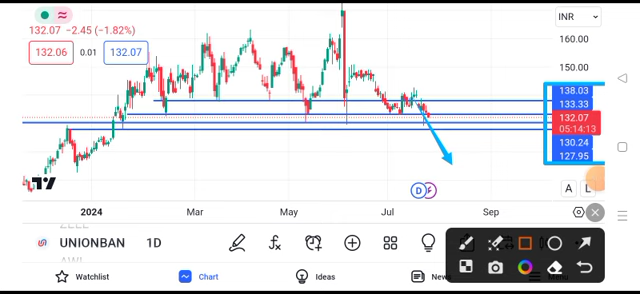 INR
132.07 −2.45 (−1.82%)
132.06
0.01
132.07
160.00
150.00
138.03
133.33
132.07
05:14:13
130.24
127.95
D
A
L
2024
Mar
May
Jul
Sep
UNIONBAN
1D
Watchlist
Chart
Ideas
News